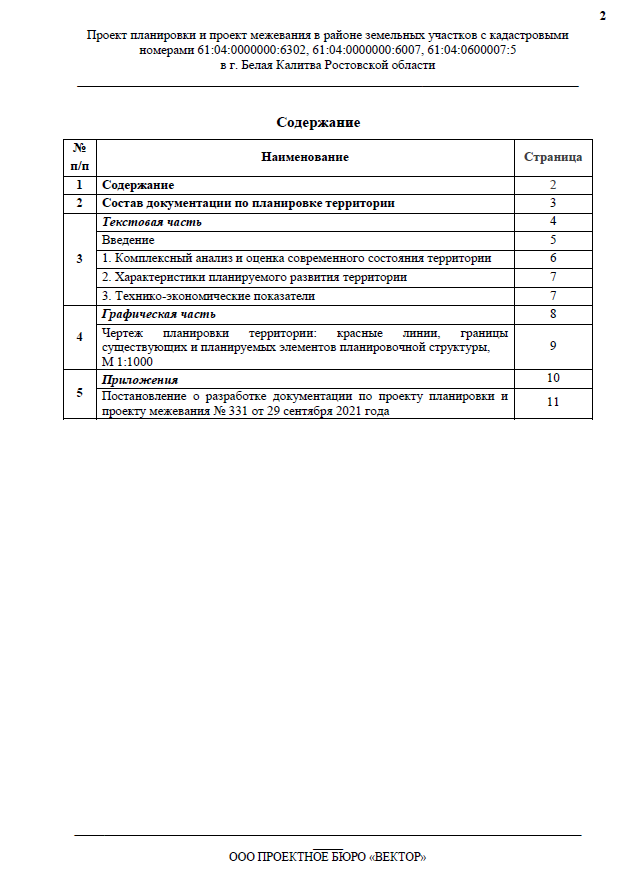 2
Проект планировки и проект межевания в районе земельных участков с кадастровыми
номерами 61:04:0000000:6302, 61:04:0000000:6007, 61:04:0600007:5
в г. Белая Калитва Ростовской области
Содержание
№ п/п Наименование Страница
1 Содержание 2
2 Состав документации по планировке территории 3
3 Текстовая часть 4
Введение 5
1. Комплексный анализ и оценка современного состояния территории 6
2. Характеристики планируемого развития территории 7
3. Технико-экономические показатели 7
4 Графическая часть 8
Чертеж планировки территории: красные линии, границы
существующих и планируемых элементов планировочной структуры, 9
М 1:1000
5 Приложения 10
Постановление о разработке документации по проекту планировки и
проекту межевания № 331 от 29 сентября 2021 года 11
ООО ПРОЕКТНОЕ БЮРО «ВЕКТОР»